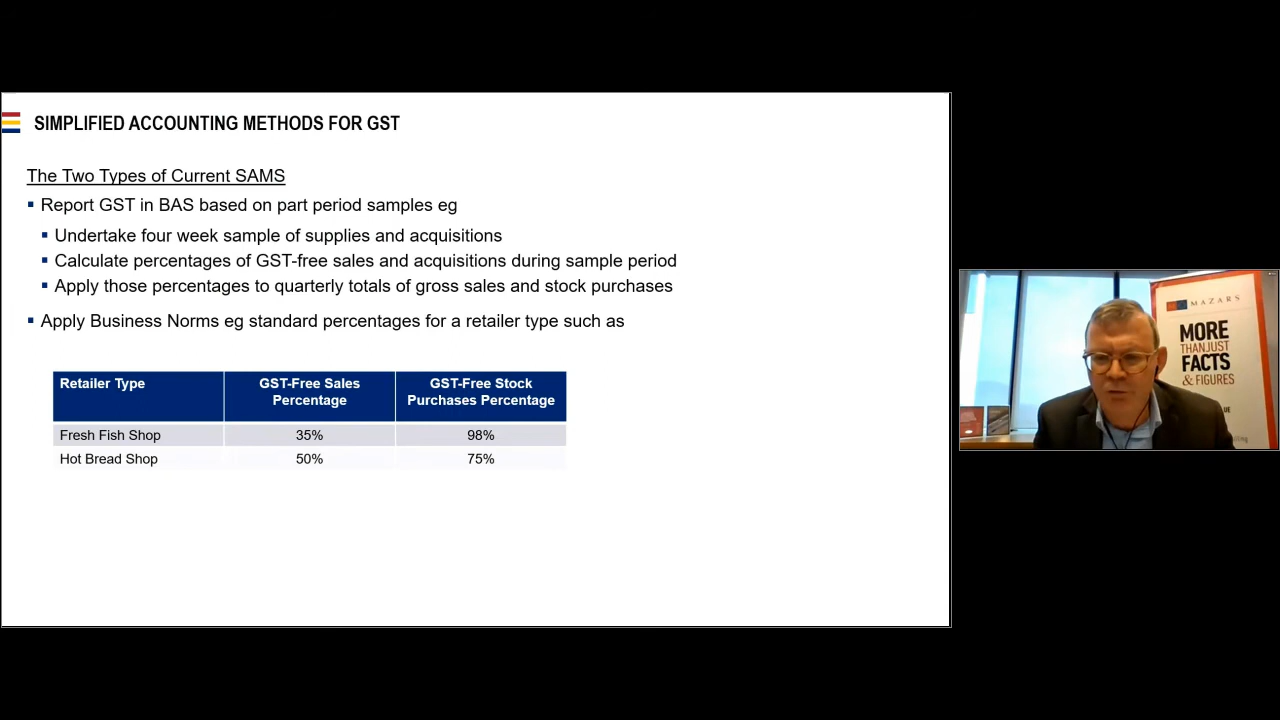 SIMPLIFIED ACCOUNTING METHODS FOR GST
The Two Types of Current SAMS
Report GST in BAS based on part period samples eg
Undertake four week sample of supplies and acquisitions
Calculate percentages of GST-free sales and acquisitions during sample period
Apply those percentages to quarterly totals of gross sales and stock purchases
Apply Business Norms eg standard percentages for a retailer type such as
Retailer Type GST-Free Sales Percentage GST-Free Stock Purchases Percentage
Fresh Fish Shop 35% 98%
Hot Bread Shop 50% 75%
MAZARS
MORE
THAN JUST
FACTS
& FIGURES